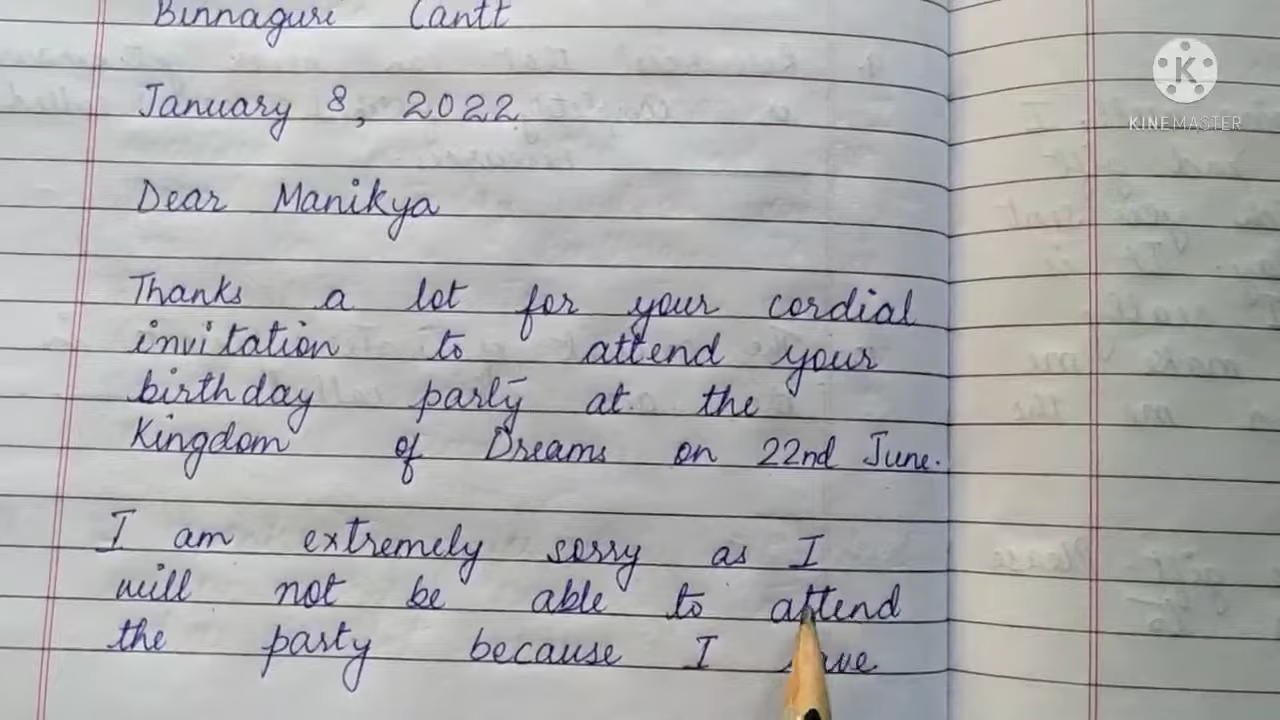 Binnaguri Cantt
January 8, 2022
Dear Manikya
Thanks a lot for your cordial
invitation to attend your
birthday party at the
Kingdom of Dreams on 22nd June.
I am extremely sorry as I
will not be able to attend
the party because I
K
KINEMASTER